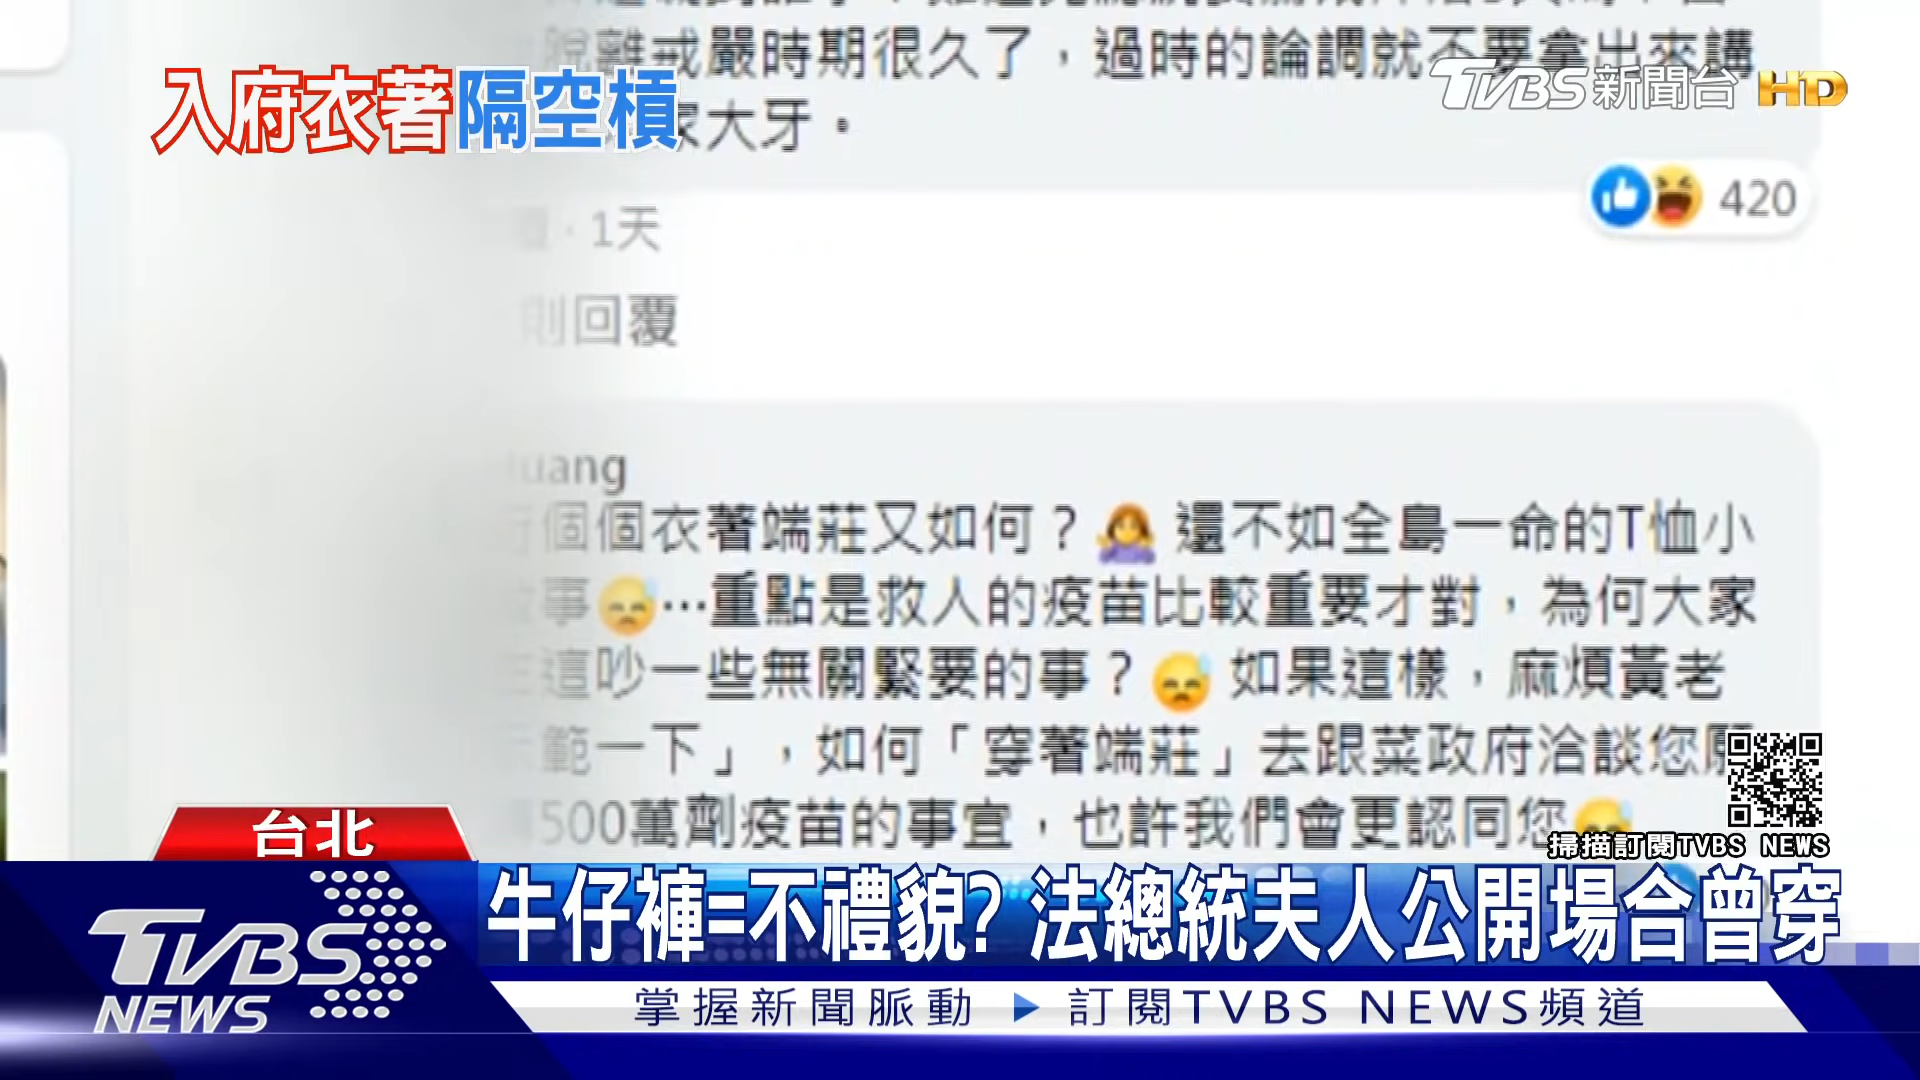 脫離戒嚴時期很久了，過時的論調就不要拿出來講
家大牙。
入府衣著隔空槓
TVBS新聞台 HD
420
1天
則回覆
uang
個個衣著端莊又如何？ 還不如全島一命的T恤小
故事 …重點是救人的疫苗比較重要才對，為何大家
在這吵一些無關緊要的事？ 如果這樣，麻煩黃老
示範一下」，如何「穿著端莊」去跟菜政府洽談您願
500萬劑疫苗的事宜，也許我們會更認同您
掃描訂閱TVBS NEWS
台北
牛仔褲=不禮貌? 法總統夫人公開場合曾穿
TVBS NEWS
掌握新聞脈動 ▶ 訂閱TVBS NEWS頻道